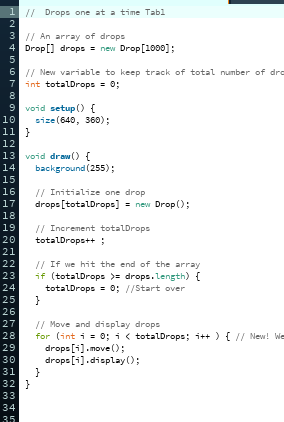 1 //  Drops one at a time Tabl
2
3 // An array of drops
4 Drop[] drops = new Drop[1000];
5
6 // New variable to keep track of total number of dro
7 int totalDrops = 0;
8
9 void setup() {
10   size(640, 360);
11 }
12
13 void draw() {
14   background(255);
15
16   // Initialize one drop
17   drops[totalDrops] = new Drop();
18
19   // Increment totalDrops
20   totalDrops++ ;
21
22   // If we hit the end of the array
23   if (totalDrops >= drops.length) {
24     totalDrops = 0; //Start over
25   }
26
27   // Move and display drops
28   for (int i = 0; i < totalDrops; i++ ) { // New! We
29     drops[i].move();
30     drops[i].display();
31   }
32 }
33
34
35